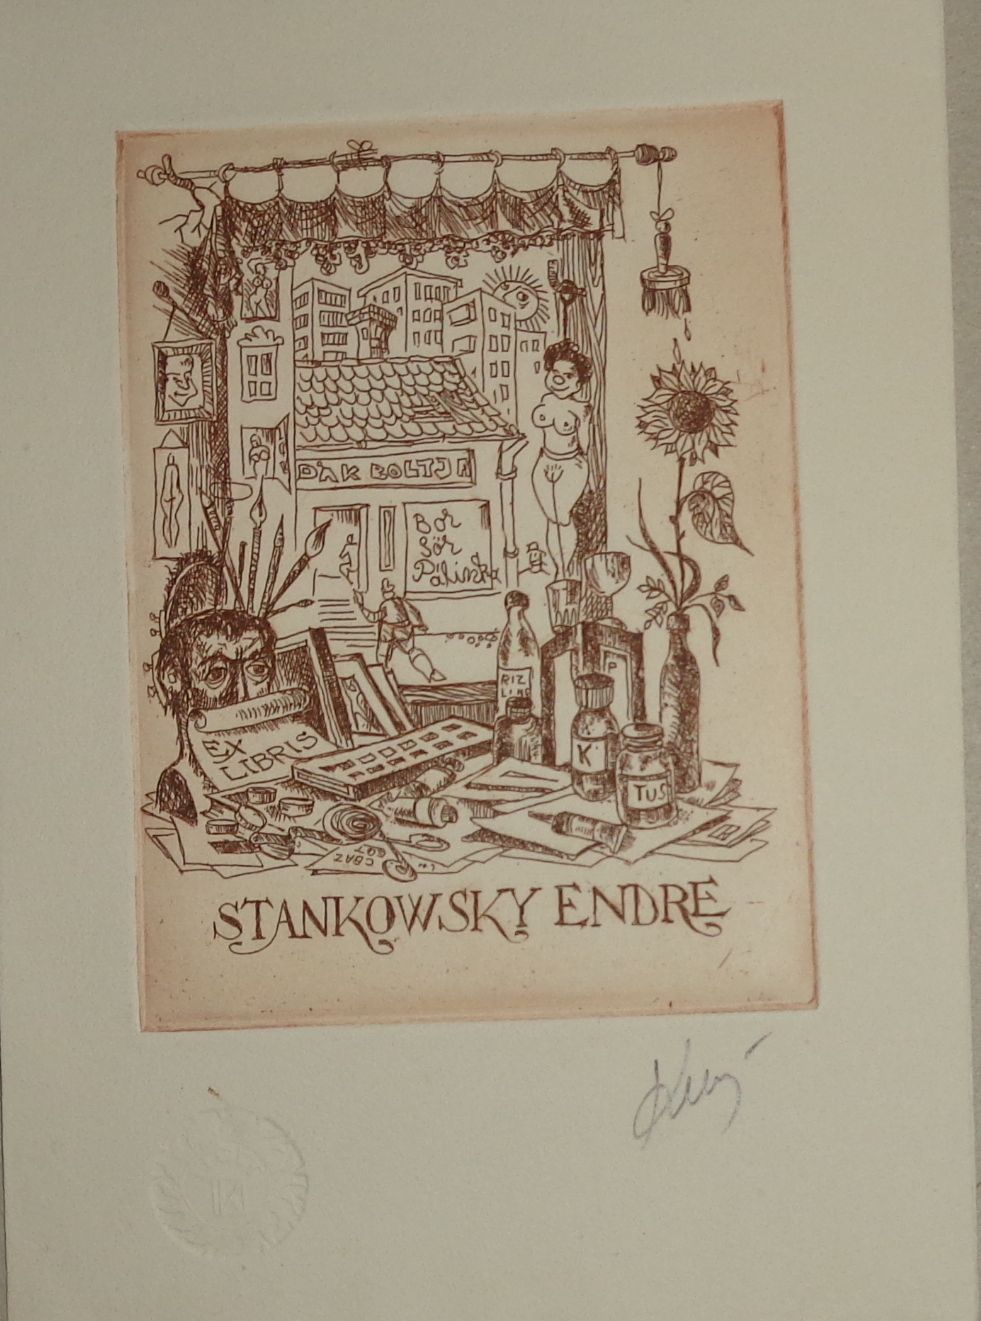 DÁK BOLTJA
Bor
Sör
Pálinka
RIZ
LING
EX
LIBRIS
K
TUS
STANKOWSKY ENDRE